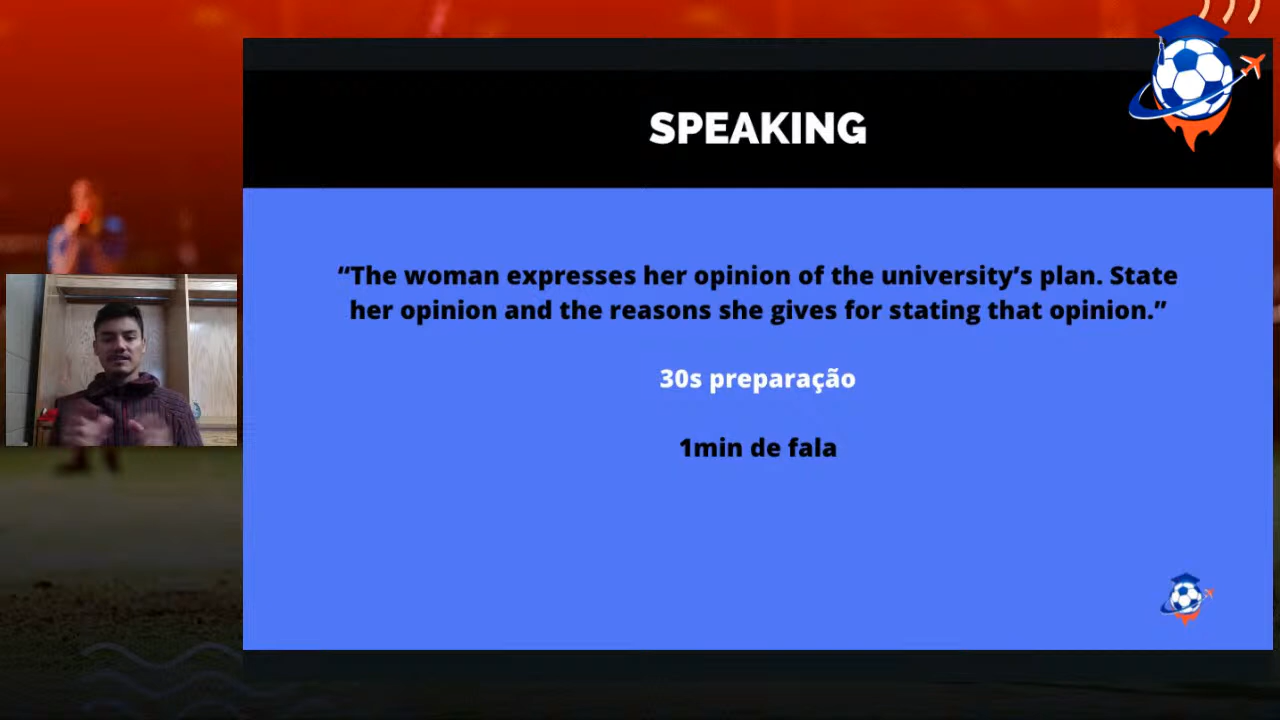 SPEAKING
“The woman expresses her opinion of the university’s plan. State
her opinion and the reasons she gives for stating that opinion.”
30s preparação
1min de fala